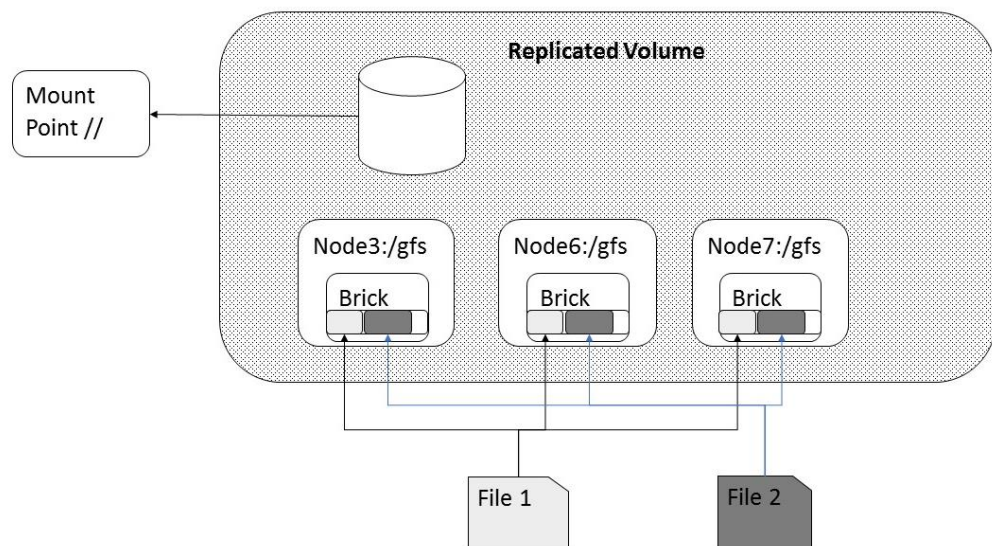 Replicated Volume
Mount
Point //
Node3:/gfs
Node6:/gfs
Node7:/gfs
Brick
Brick
Brick
File 1
File 2